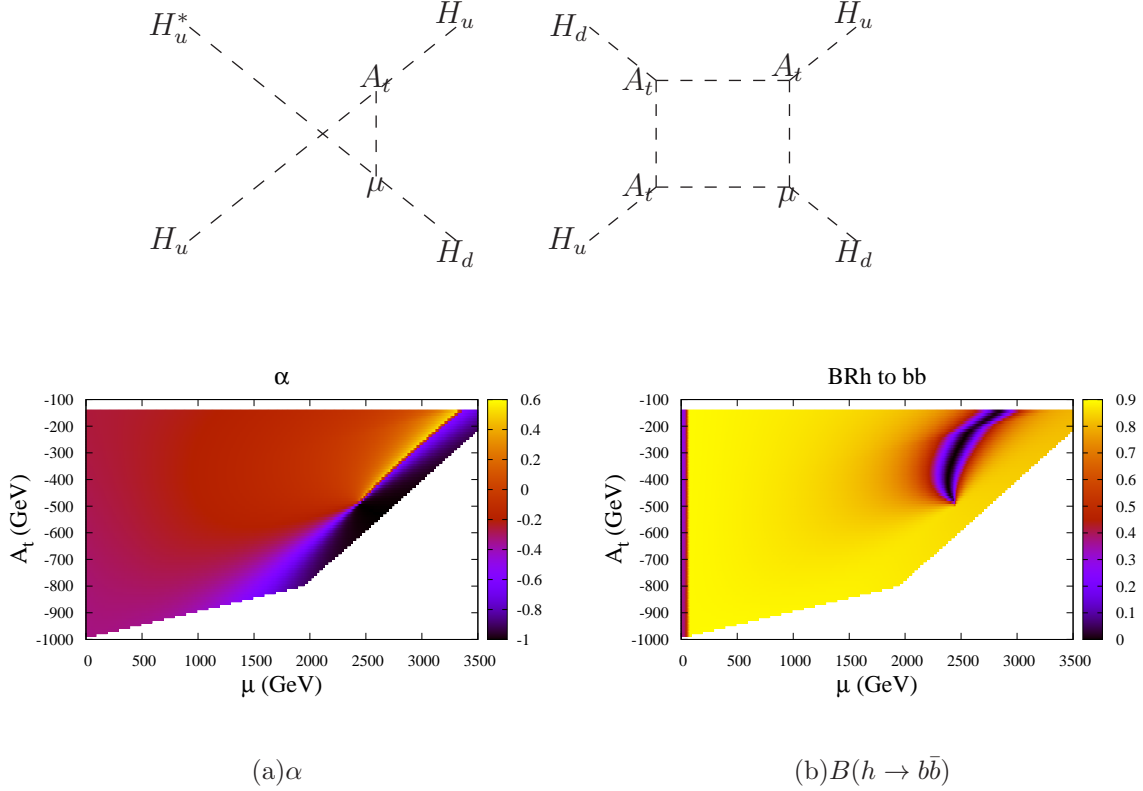 H_u^* H_u H_d H_u
A_t A_t A_t
μ A_t μ
H_u H_d H_u H_d
α BRh to bb
-100 0.6 -100 0.9
-200 0.4 -200 0.8
-300 0.2 -300 0.7
-400 0 -400 0.6
-500 -0.2 -500 0.5
-600 -0.4 -600 0.4
-700 -0.6 -700 0.3
-800 -0.8 -800 0.2
-900 -1 -900 0.1
-1000 -1000 0
A_t (GeV) A_t (GeV)
0 500 1000 1500 2000 2500 3000 3500 0 500 1000 1500 2000 2500 3000 3500
μ (GeV) μ (GeV)
(a)α (b)B(h → b\bar{b})